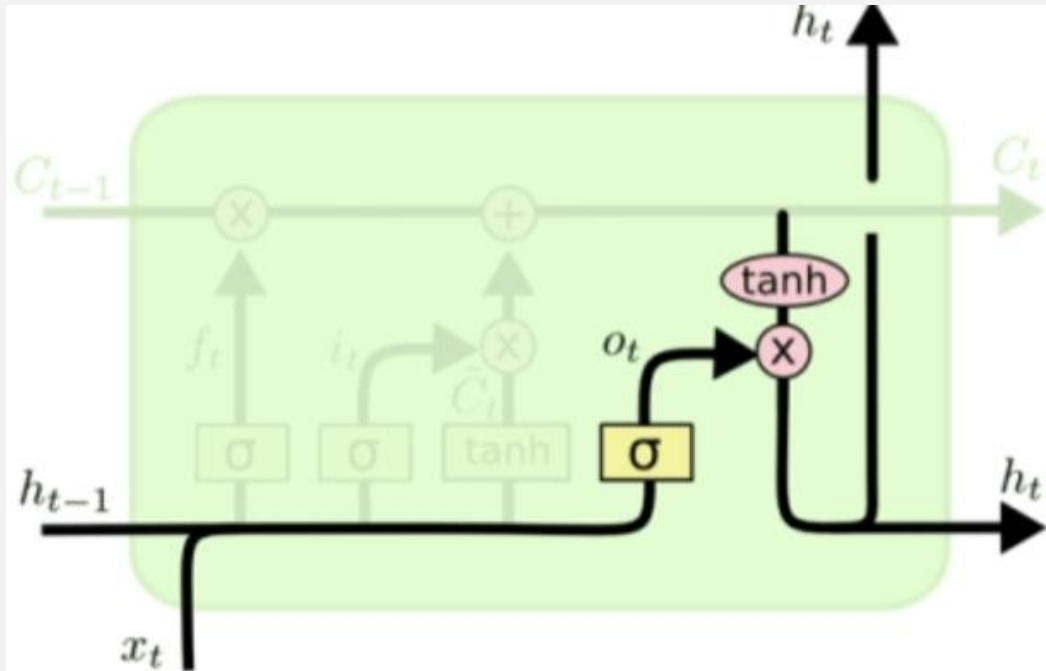 h_t
C_{t-1}
C_t
x
+
tanh
f_t
i_t
x
o_t
x
C̃_t
σ
σ
tanh
σ
h_{t-1}
h_t
x_t